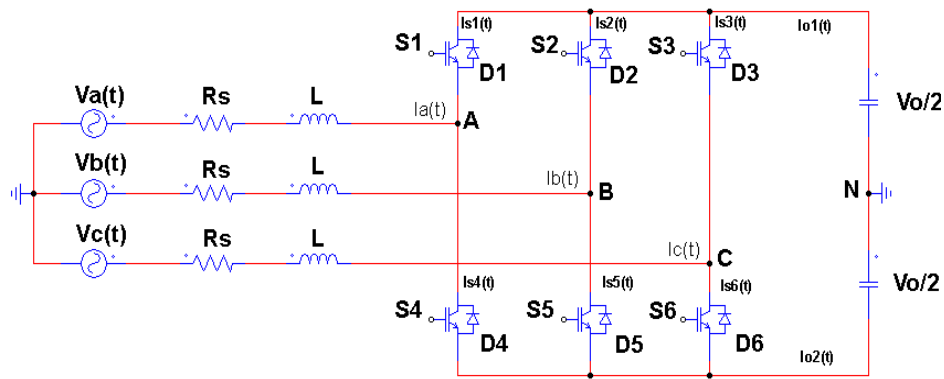 Is1(t) Is2(t) Is3(t) Io1(t)
S1 S2 S3
D1 D2 D3
Va(t) Rs L Ia(t) A Vo/2
Vb(t) Rs L Ib(t) B N
Vc(t) Rs L Ic(t) C
Is4(t) Is5(t) Is6(t) Vo/2
S4 S5 S6
D4 D5 D6
Io2(t)